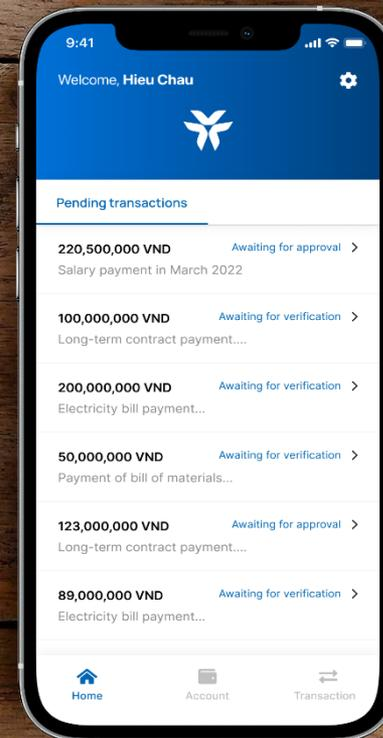 9:41
Welcome, Hieu Chau
Pending transactions
220,500,000 VND
Awaiting for approval
Salary payment in March 2022
100,000,000 VND
Awaiting for verification
Long-term contract payment....
200,000,000 VND
Awaiting for verification
Electricity bill payment...
50,000,000 VND
Awaiting for verification
Payment of bill of materials...
123,000,000 VND
Awaiting for approval
Long-term contract payment....
89,000,000 VND
Awaiting for verification
Electricity bill payment...
Home
Account
Transaction